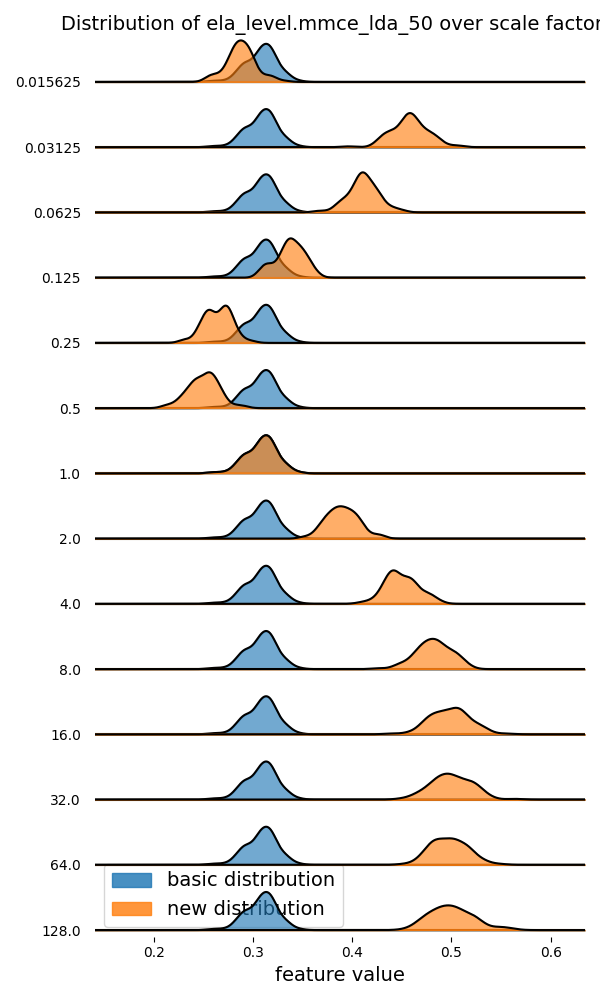 Distribution of ela_level.mmce_lda_50 over scale factor
0.015625
0.03125
0.0625
0.125
0.25
0.5
1.0
2.0
4.0
8.0
16.0
32.0
64.0
basic distribution
new distribution
128.0
0.2 0.3 0.4 0.5 0.6
feature value